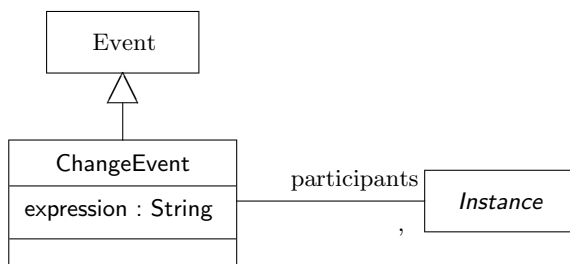 Event
ChangeEvent
expression : String
participants
Instance
,